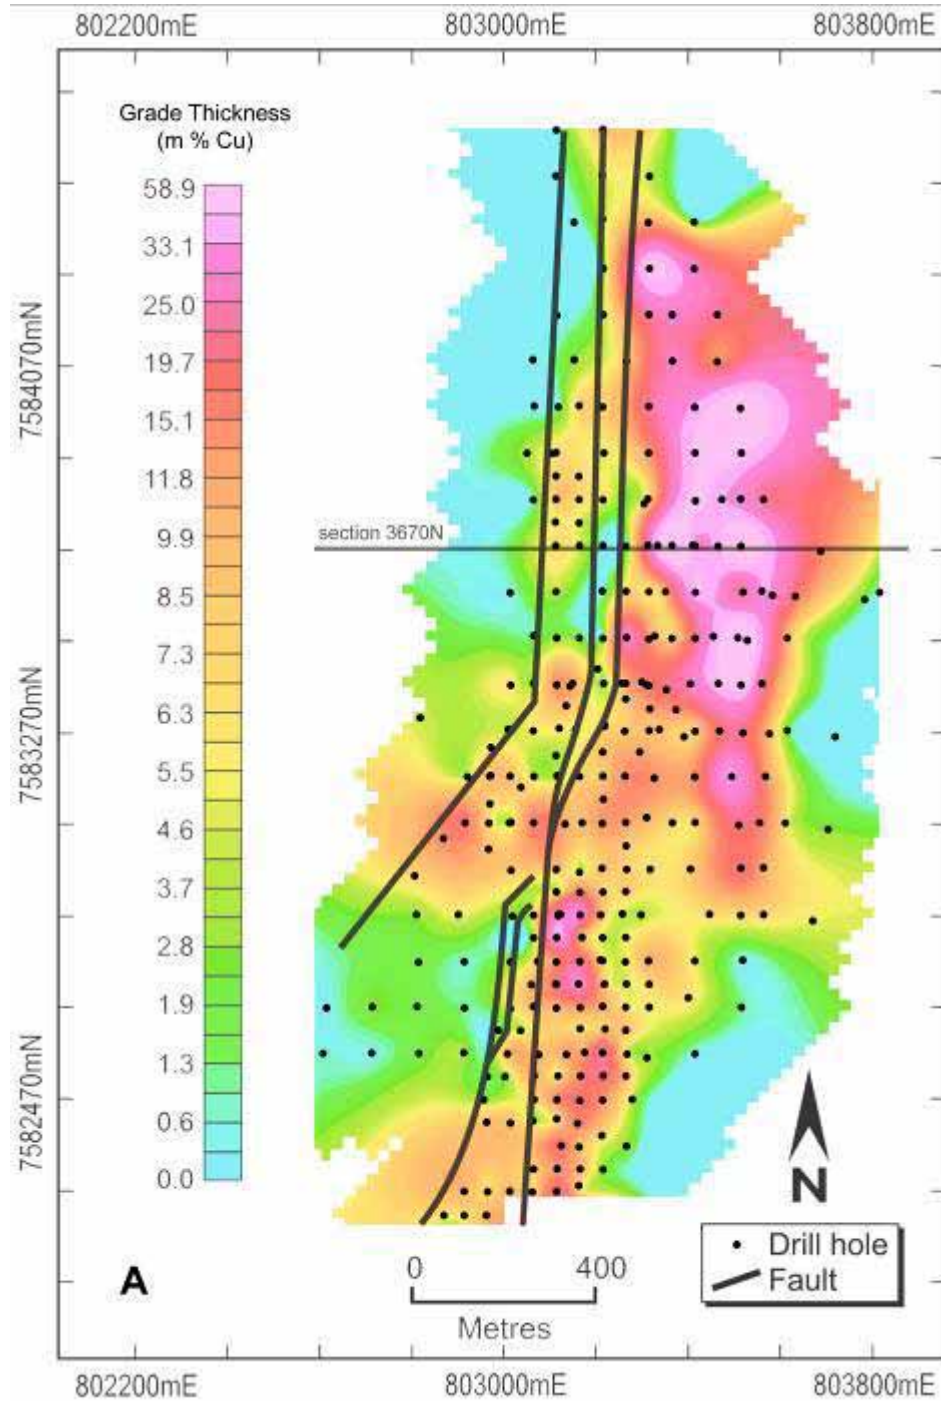 802200mE 803000mE 803800mE
Grade Thickness
(m % Cu)
58.9
33.1
25.0
19.7
15.1
11.8
9.9
8.5
7.3
6.3
5.5
4.6
3.7
2.8
1.9
1.3
0.6
0.0
7584070mN
7583270mN
7582470mN
section 3670N
N
A
0 400
Metres
Drill hole
Fault
802200mE 803000mE 803800mE